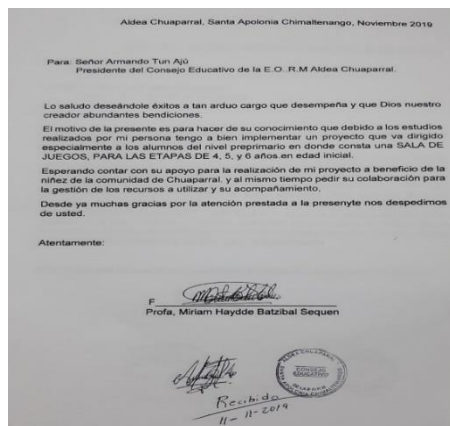 Aldea Chuaparral, Santa Apolonia Chimaltenango, Noviembre 2019
Para: Señor Armando Tun Ajú
Presidente del Consejo Educativo de la E.O..R.M Aldea Chuaparral.
Lo saludo deseándole éxitos a tan arduo cargo que desempeña y que Dios nuestro
creador abundantes bendiciones.
El motivo de la presente es para hacer de su conocimiento que debido a los estudios
realizados por mi persona tengo a bien implementar un proyecto que va dirigido
especialmente a los alumnos del nivel preprimario en donde consta una SALA DE
JUEGOS, PARA LAS ETAPAS DE 4, 5, y 6 años.en edad inicial.
Esperando contar con su apoyo para la realización de mi proyecto a beneficio de la
niñez de la comunidad de Chuaparral. y al mismo tiempo pedir su colaboración para
la gestión de los recursos a utilizar y su acompañamiento,
Desde ya muchas gracias por la atención prestada a la presenyte nos despedimos
de usted.
Atentamente:
F
Profa, Miriam Haydde Batzibal Sequen
CONSEJO
EDUCATIVO
Recibido
11-11-2019